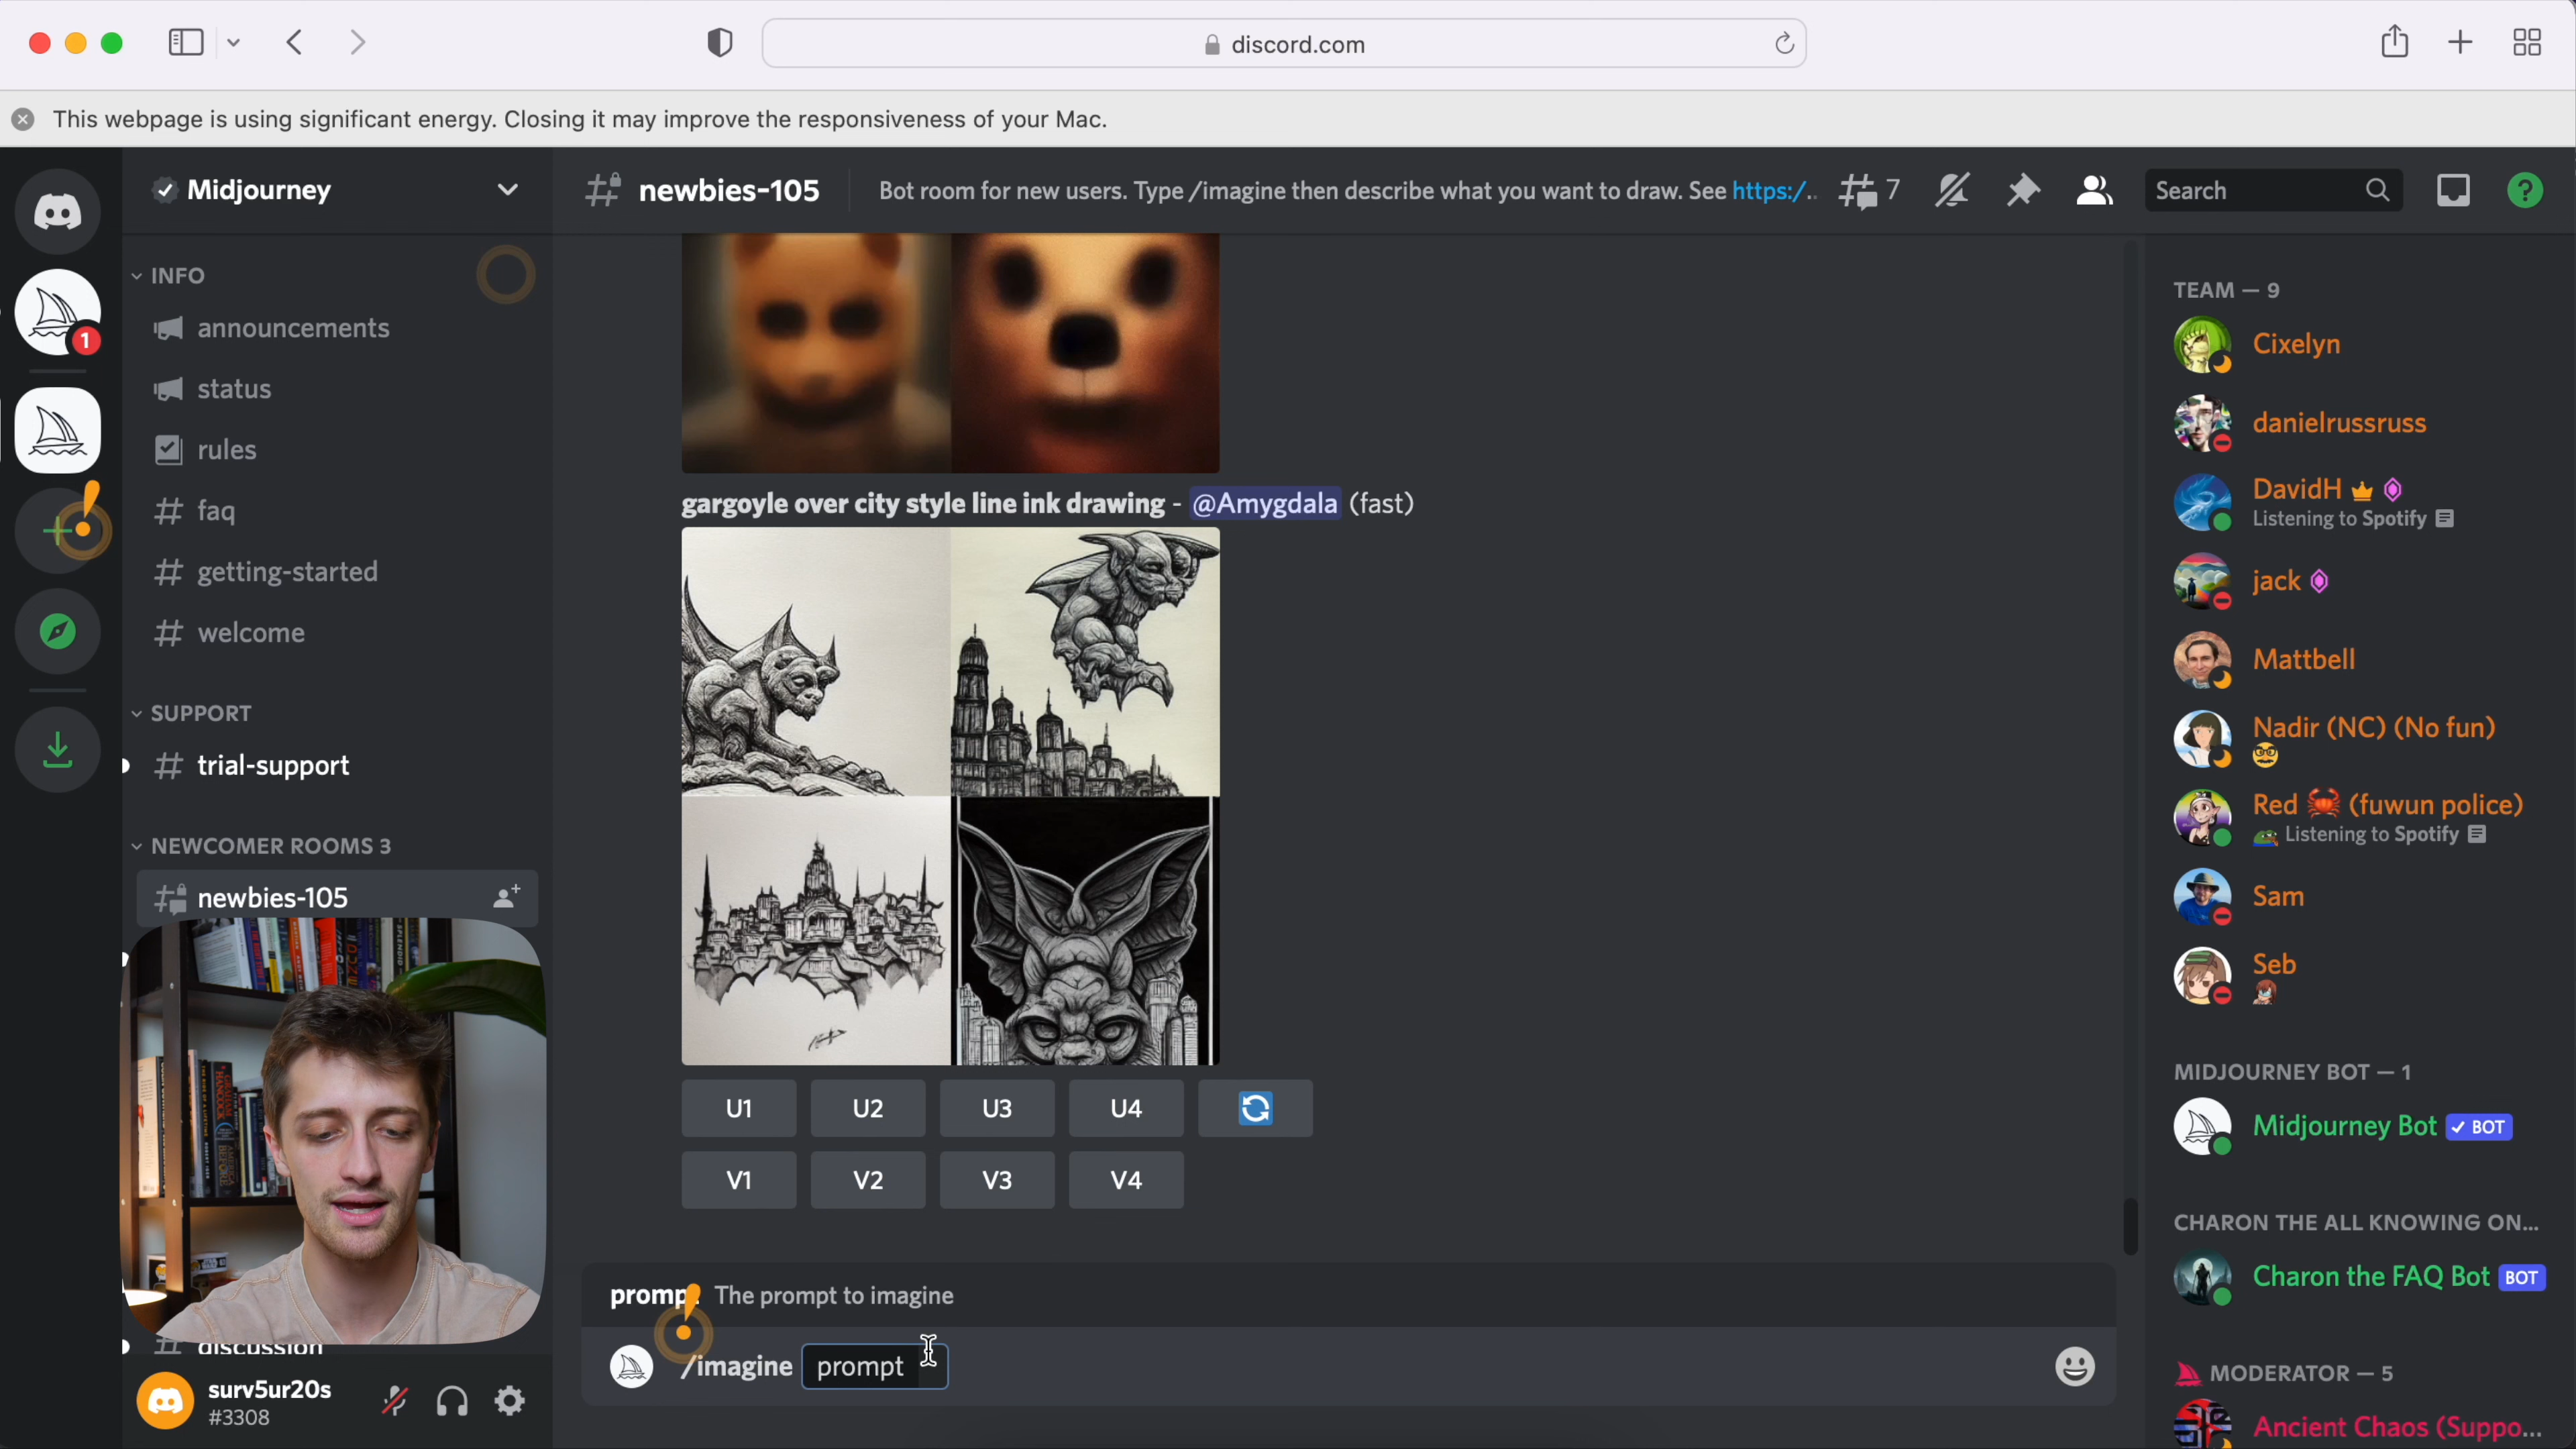 discord.com
This webpage is using significant energy. Closing it may improve the responsiveness of your Mac.
Midjourney
newbies-105
Bot room for new users. Type /imagine then describe what you want to draw. See https:/...
7
Search
?
1
INFO
announcements
status
rules
faq
getting-started
welcome
SUPPORT
trial-support
NEWCOMER ROOMS 3
newbies-105
discussion
surv5ur20s
#3308
gargoyle over city style line ink drawing - @Amygdala (fast)
U1
U2
U3
U4
V1
V2
V3
V4
The prompt to imagine
/imagine prompt
TEAM — 9
Cixelyn
danielrussruss
DavidH
Listening to Spotify
jack
Mattbell
Nadir (NC) (No fun)
Red (fuwun police)
Listening to Spotify
Sam
Seb
MIDJOURNEY BOT — 1
Midjourney Bot BOT
CHARON THE ALL KNOWING ON...
Charon the FAQ Bot BOT
MODERATOR — 5
Ancient Chaos (Suppo...